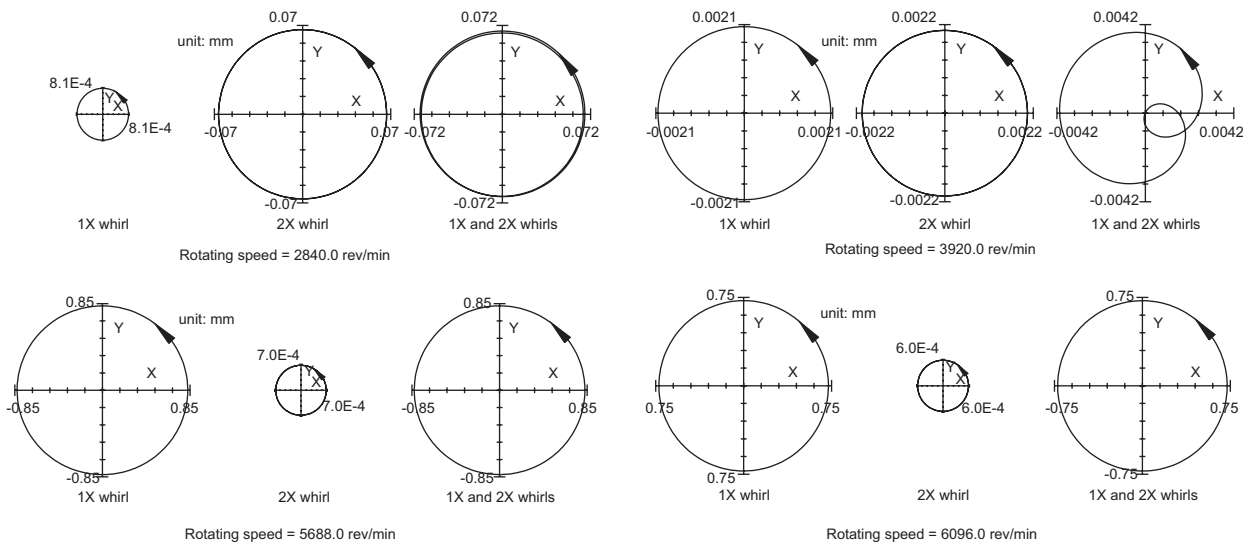 0.07
0.072
unit: mm
Y
Y
8.1E-4
Y
X
X
X
8.1E-4
-0.07
0.07
-0.072
0.072
-0.07
-0.072
1X whirl
2X whirl
1X and 2X whirls
Rotating speed = 2840.0 rev/min
0.0021
0.0022
0.0042
unit: mm
Y
Y
Y
X
X
X
-0.0021
0.0021
-0.0022
0.0022
-0.0042
0.0042
-0.0021
-0.0022
-0.0042
1X whirl
2X whirl
1X and 2X whirls
Rotating speed = 3920.0 rev/min
0.85
0.85
unit: mm
Y
Y
7.0E-4
Y
X
X
X
-0.85
0.85
7.0E-4
-0.85
0.85
-0.85
-0.85
1X whirl
2X whirl
1X and 2X whirls
Rotating speed = 5688.0 rev/min
0.75
0.75
unit: mm
Y
Y
6.0E-4
Y
X
X
X
0.75
0.75
6.0E-4
-0.75
0.75
0.75
-0.75
1X whirl
2X whirl
1X and 2X whirls
Rotating speed = 6096.0 rev/min